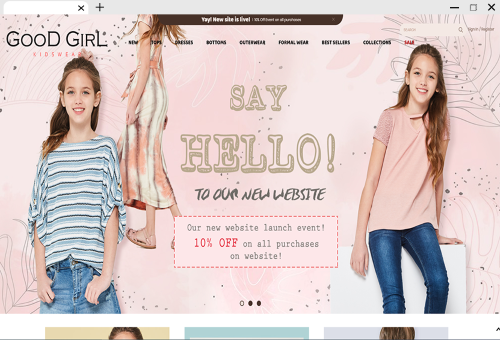 Yay! New site is live! | 10% Off Event on all purchases
GOOD GIRL
KIDSWEAR
NEW TOPS DRESSES BOTTOMS OUTERWEAR FORMAL WEAR BEST SELLERS COLLECTIONS SALE
Sign in / Register
SAY
HELLO!
TO OUR NEW WEBSITE
Our new website launch event!
10% OFF on all purchases
on website!